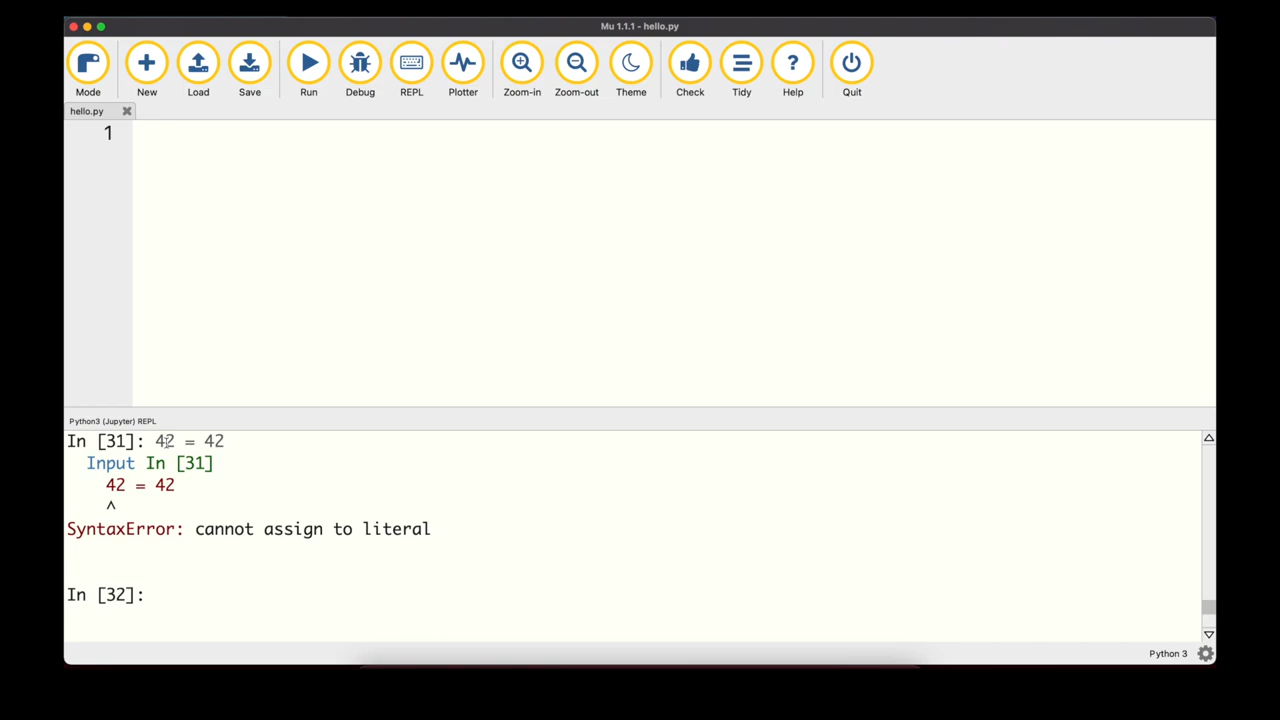 Mu 1.1.1 - hello.py
Mode New Load Save Run Debug REPL Plotter Zoom-in Zoom-out Theme Check Tidy Help Quit
hello.py
1
Python3 (Jupyter) REPL
In [31]: 42 = 42
Input In [31]
42 = 42
^
SyntaxError: cannot assign to literal
In [32]:
Python 3